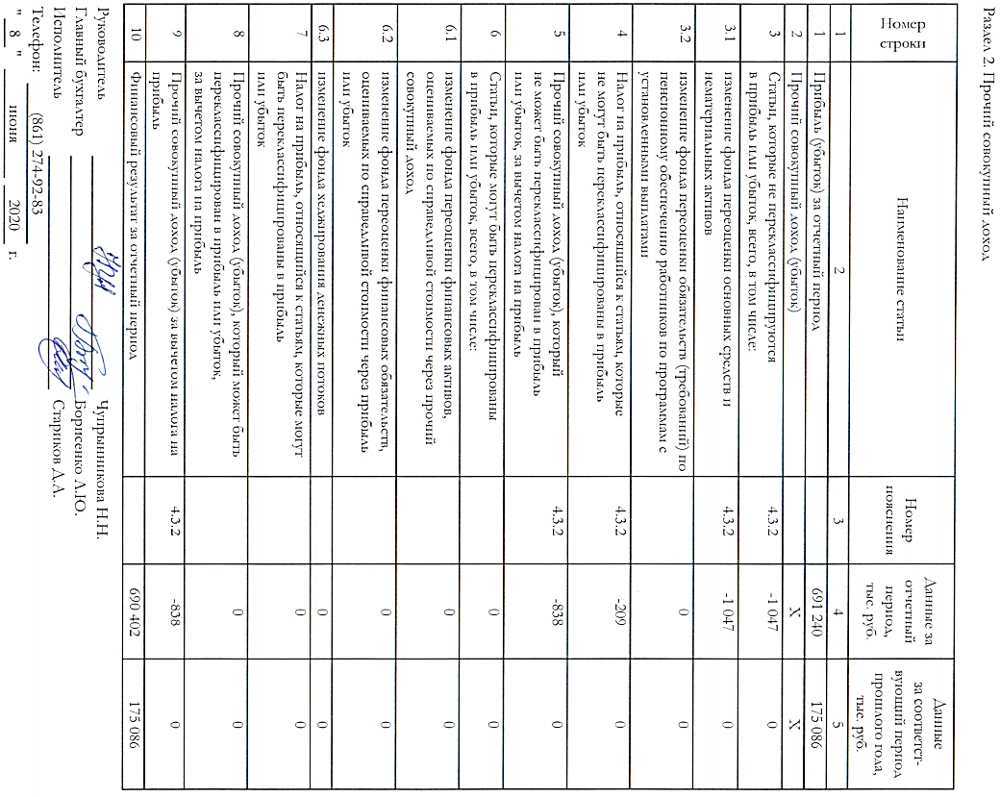 Раздел 2. Прочий совокупный доход
Номер строки | Наименование статьи | Номер пояснения | Данные за отчетный период, тыс. руб. | Данные за соответст-вующий период прошлого года, тыс. руб.
1 | 2 | 3 | 4 | 5
1 | Прибыль (убыток) за отчетный период | | 691 240 | 175 086
2 | Прочий совокупный доход (убыток) | | X | X
3 | Статьи, которые не переклассифицируются
в прибыль или убыток, всего, в том числе: | 4.3.2 | -1 047 | 0
3.1 | изменение фонда переоценки основных средств и
нематериальных активов | 4.3.2 | -1 047 | 0
3.2 | изменение фонда переоценки обязательств (требований) по
пенсионному обеспечению работников по программам с
установленными выплатами | | 0 | 0
4 | Налог на прибыль, относящийся к статьям, которые
не могут быть переклассифицированы в прибыль
или убыток | 4.3.2 | -209 | 0
5 | Прочий совокупный доход (убыток), который
не может быть переклассифицирован в прибыль
или убыток, за вычетом налога на прибыль | 4.3.2 | -838 | 0
6 | Статьи, которые могут быть переклассифицированы
в прибыль или убыток, всего, в том числе: | | 0 | 0
6.1 | изменение фонда переоценки финансовых активов,
оцениваемых по справедливой стоимости через прочий
совокупный доход | | 0 | 0
6.2 | изменение фонда переоценки финансовых обязательств,
оцениваемых по справедливой стоимости через прибыль
или убыток | | 0 | 0
6.3 | изменение фонда хеджирования денежных потоков | | 0 | 0
7 | Налог на прибыль, относящийся к статьям, которые могут
быть переклассифицированы в прибыль
или убыток | | 0 | 0
8 | Прочий совокупный доход (убыток), который может быть
переклассифицирован в прибыль или убыток,
за вычетом налога на прибыль | | 0 | 0
9 | Прочий совокупный доход (убыток) за вычетом налога на
прибыль | 4.3.2 | -838 | 0
10 | Финансовый результат за отчетный период | | 690 402 | 175 086
Руководитель Чупрынникова Н.Н.
Главный бухгалтер Борисенко Л.Ю.
Исполнитель Стариков Д.А.
Телефон: (861) 274-92-83
" 8 " июня 2020 г.